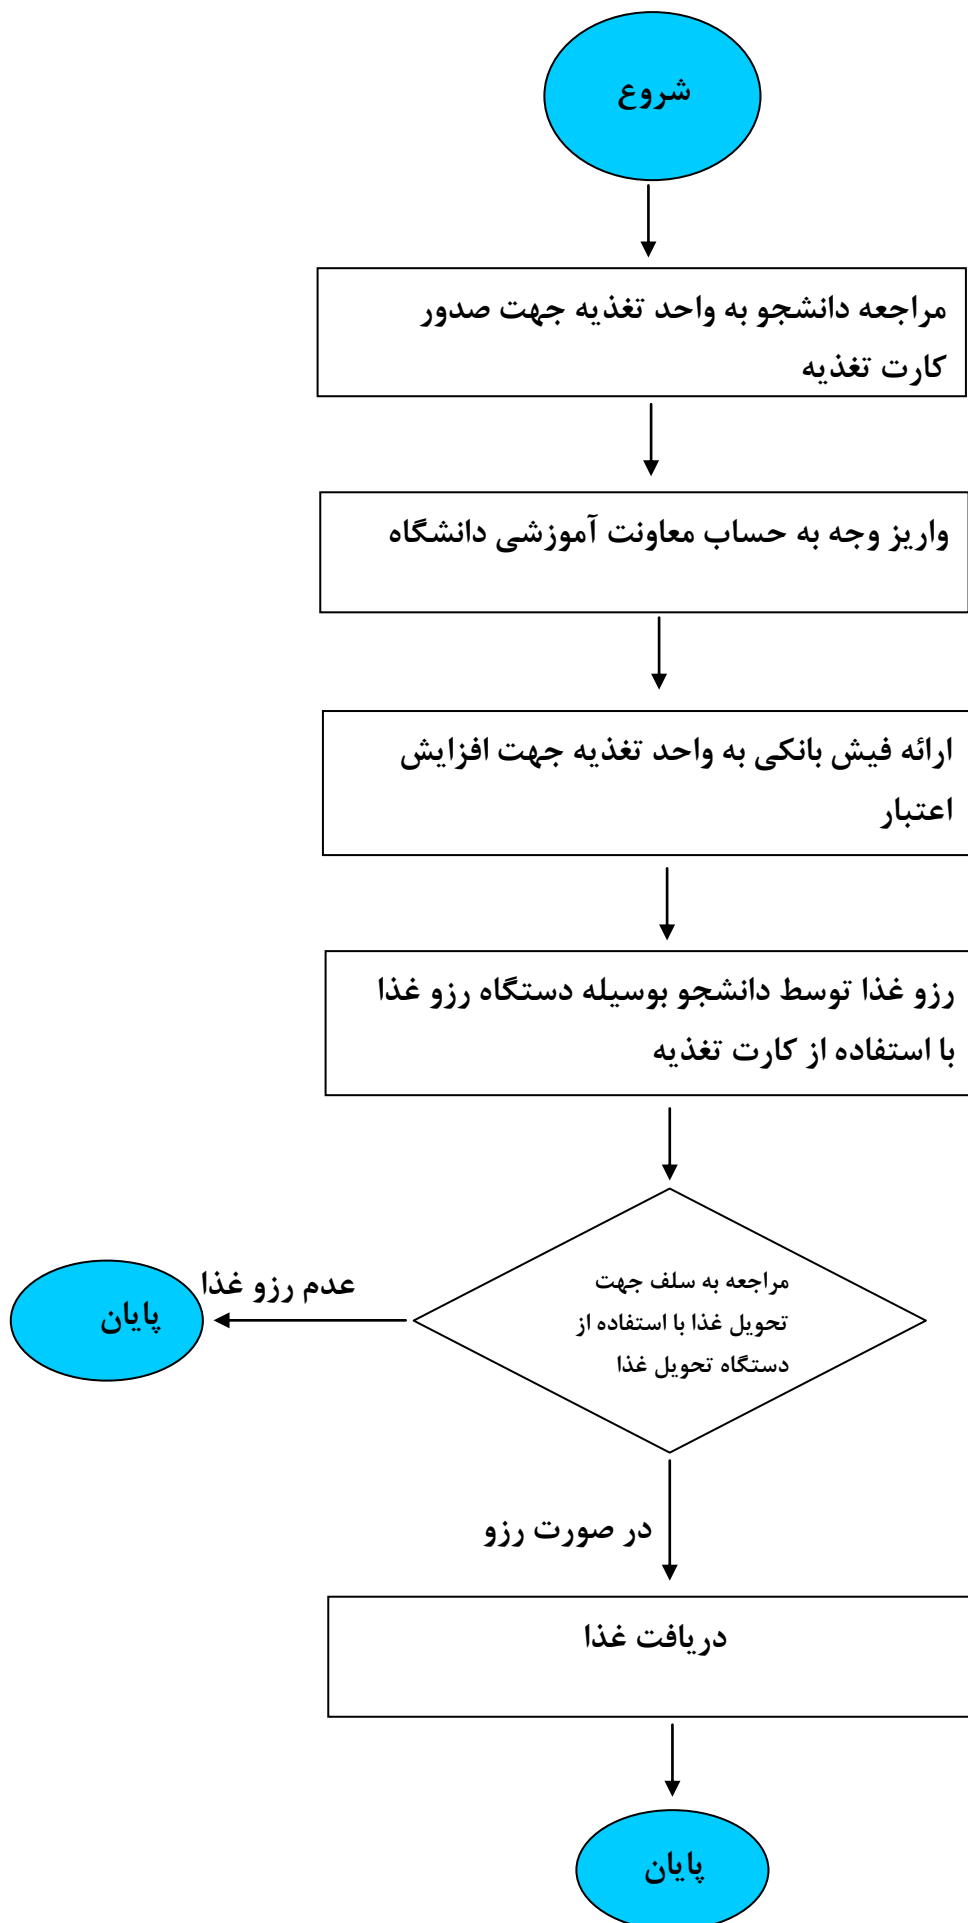 شروع
مراجعه دانشجو به واحد تغذیه جهت صدور
کارت تغذیه
واریز وجه به حساب معاونت آموزشی دانشگاه
ارائه فیش بانکی به واحد تغذیه جهت افزایش
اعتبار
رزو غذا توسط دانشجو بوسیله دستگاه رزو غذا
با استفاده از کارت تغذیه
مراجعه به سلف جهت
تحویل غذا با استفاده از
دستگاه تحویل غذا
عدم رزو غذا
پایان
در صورت رزو
دریافت غذا
پایان